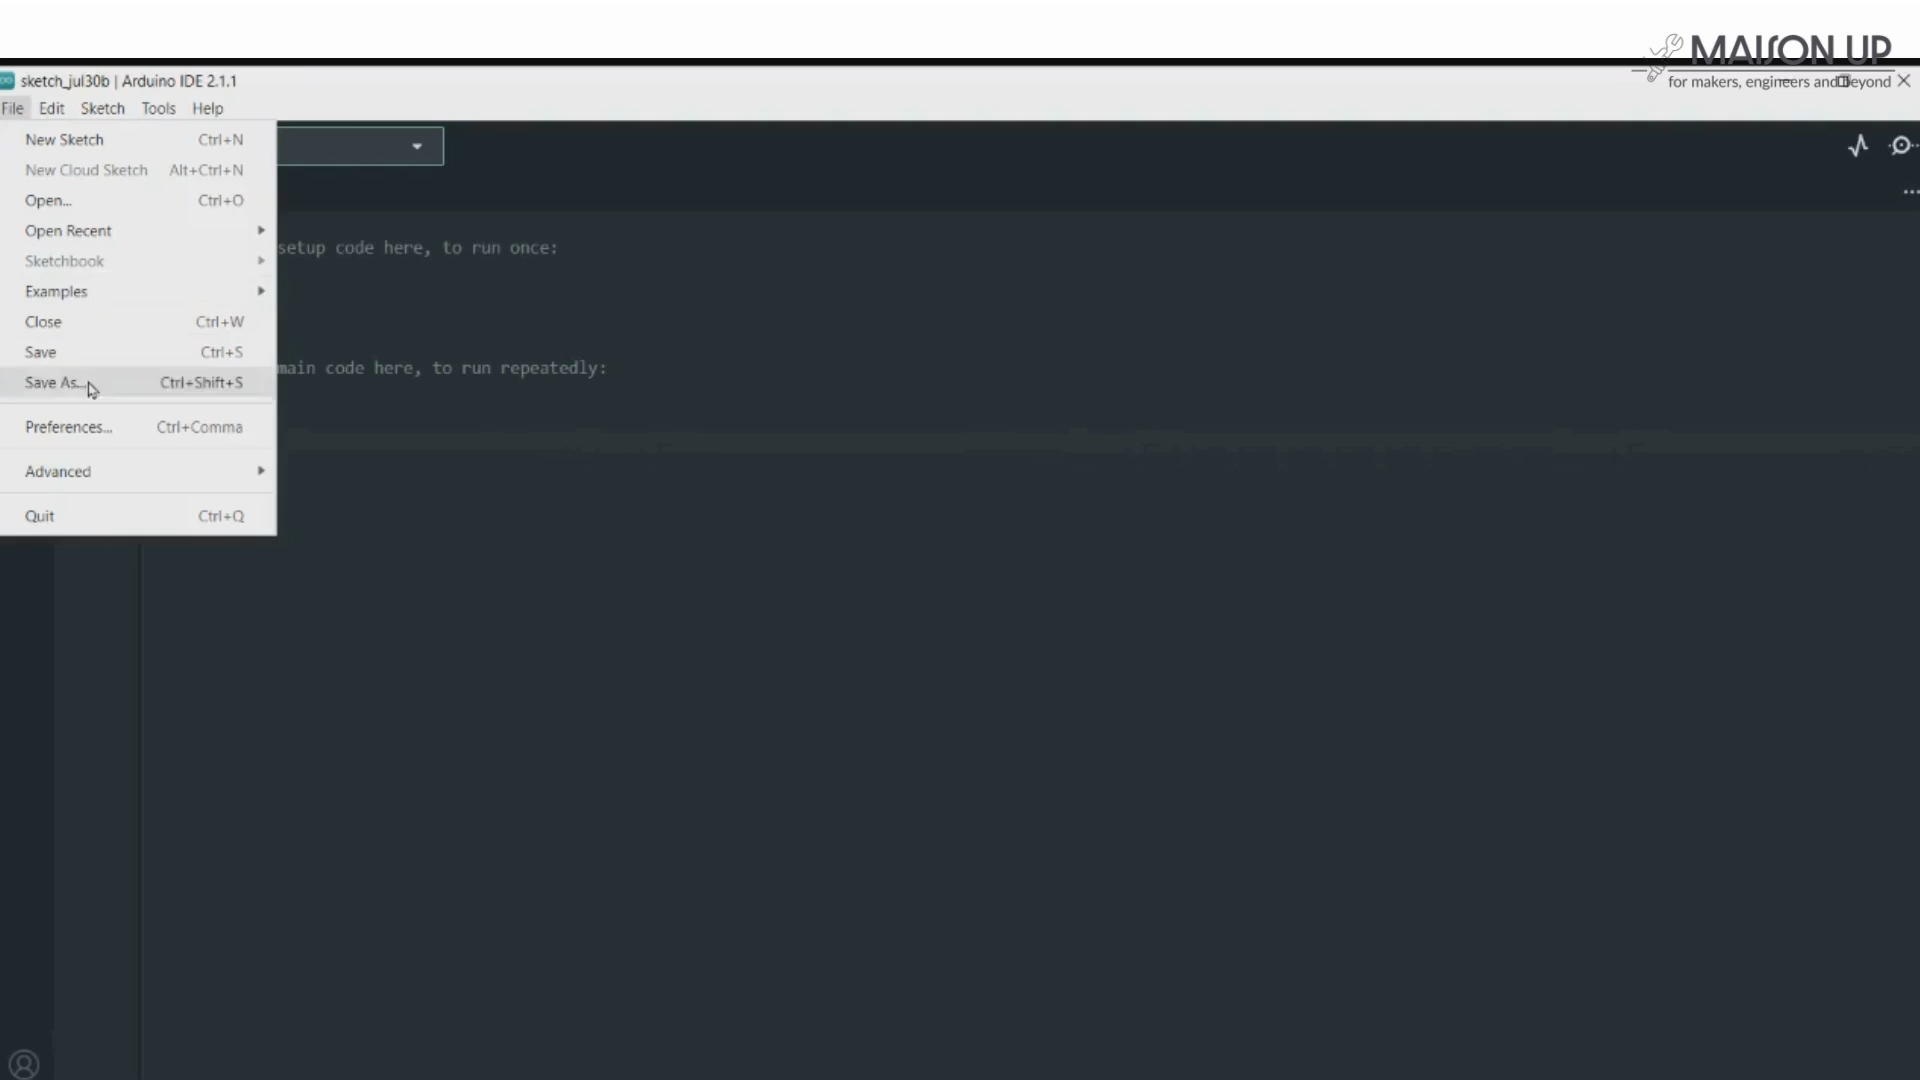 MAISON UP
for makers, engineers and beyond
sketch_jul30b | Arduino IDE 2.1.1
File Edit Sketch Tools Help
New Sketch Ctrl+N
New Cloud Sketch Alt+Ctrl+N
Open... Ctrl+O
Open Recent
Sketchbook
Examples
Close Ctrl+W
Save Ctrl+S
Save As... Ctrl+Shift+S
Preferences... Ctrl+Comma
Advanced
Quit Ctrl+Q
setup code here, to run once:
main code here, to run repeatedly: